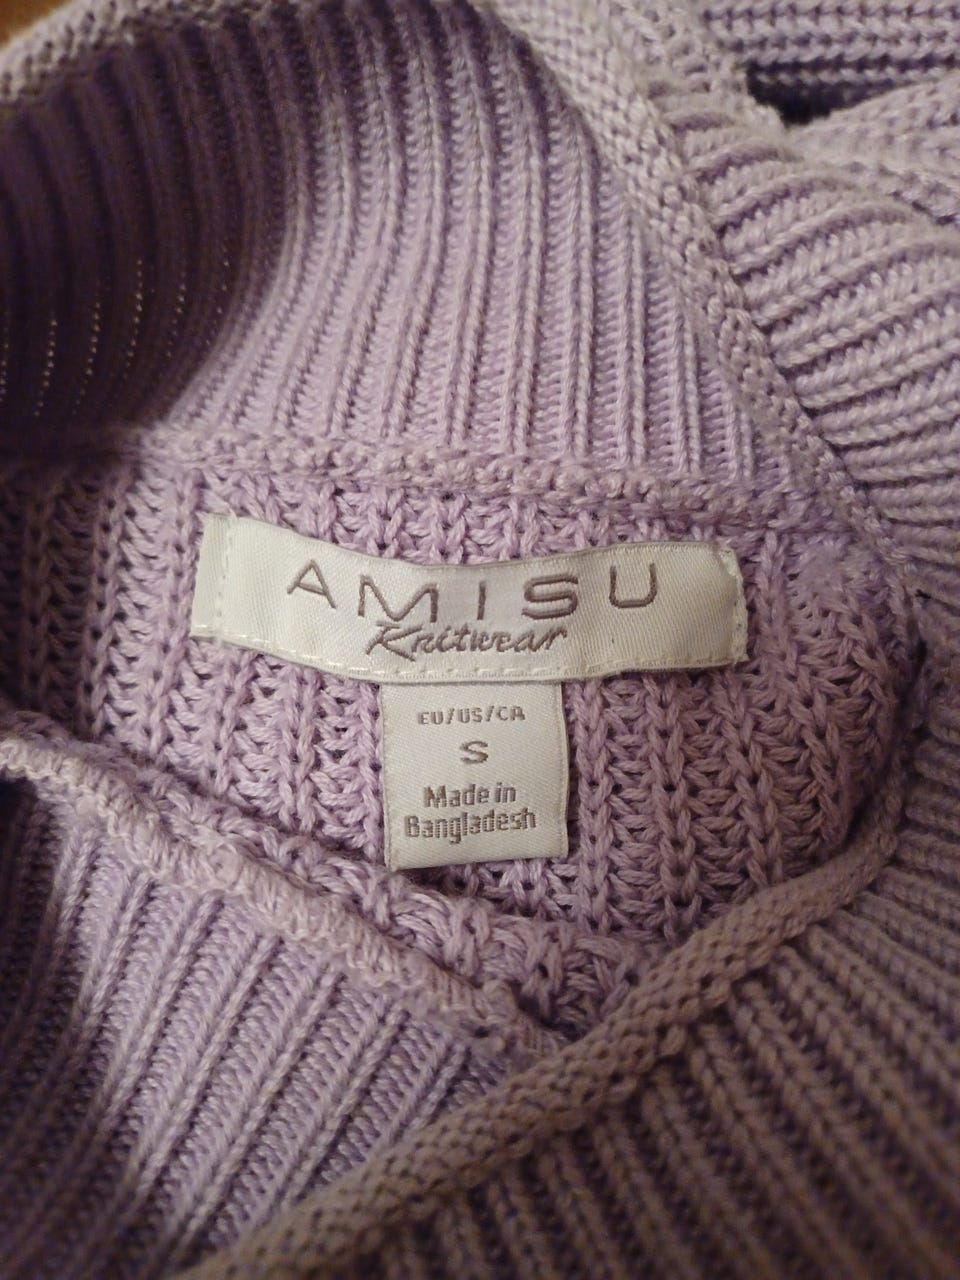 AMISU
Knitwear
EU/US/CA
S
Made in
Bangladesh